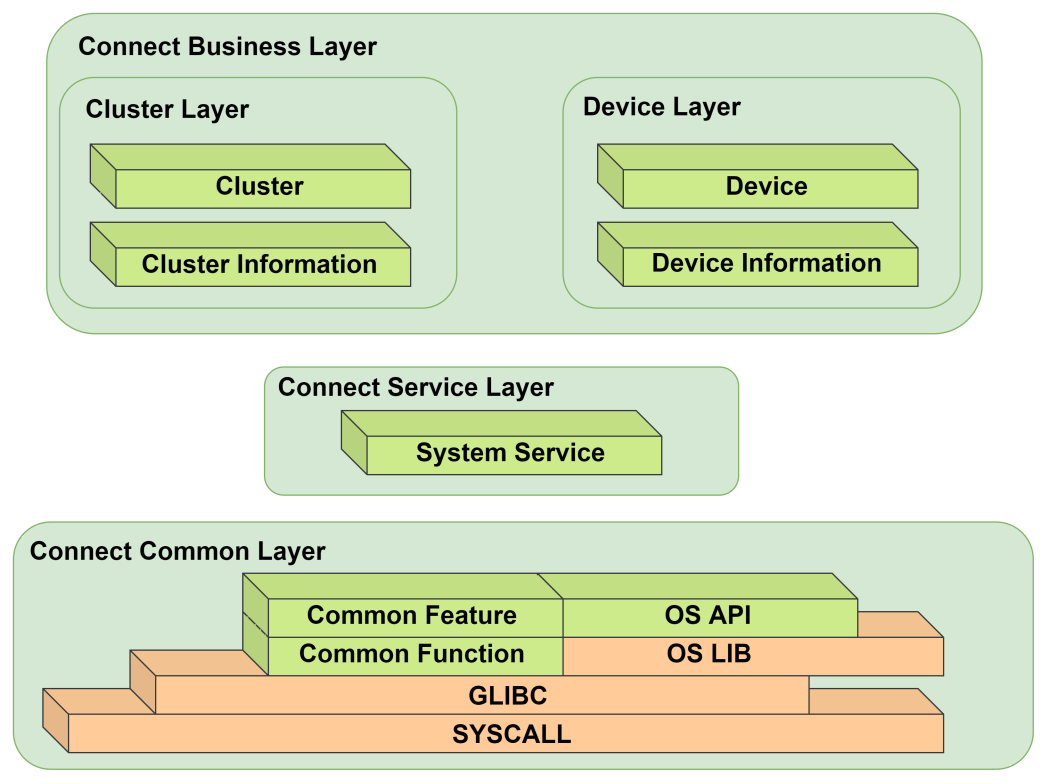 Connect Business Layer
Cluster Layer
Cluster
Cluster Information
Device Layer
Device
Device Information
Connect Service Layer
System Service
Connect Common Layer
Common Feature
OS API
Common Function
OS LIB
GLIBC
SYSCALL